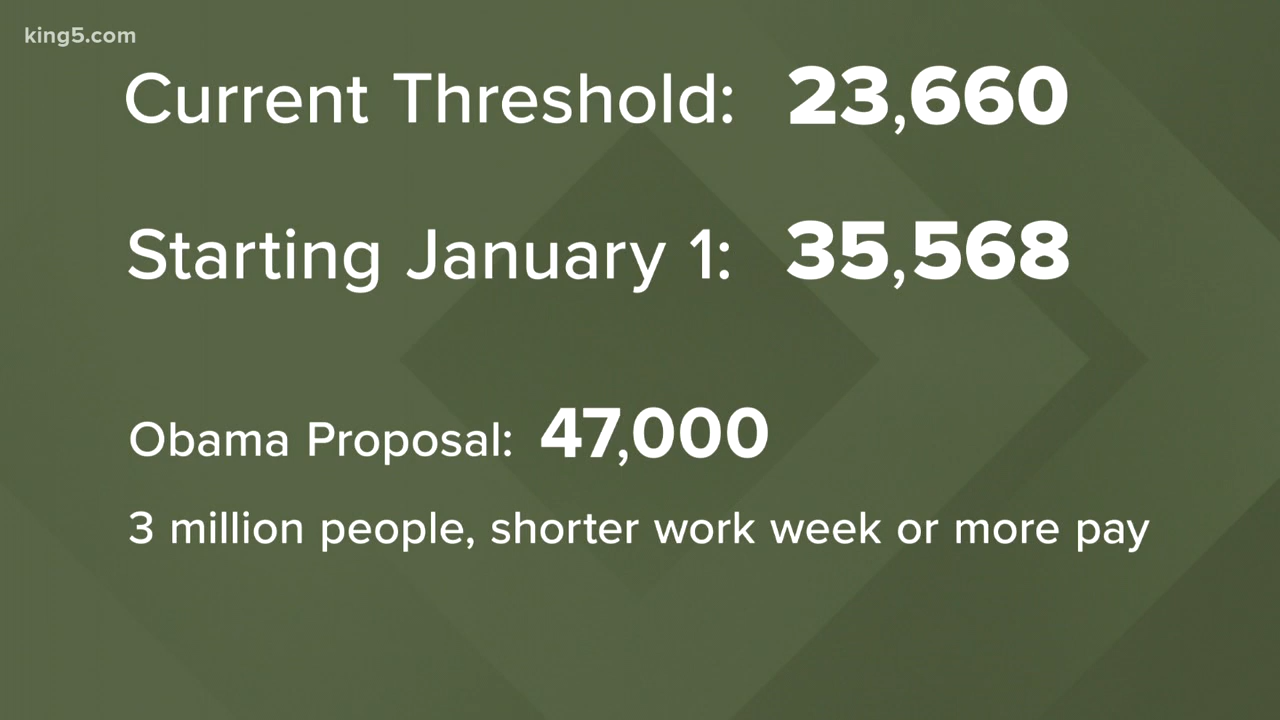 king5.com
Current Threshold: 23,660
Starting January 1: 35,568
Obama Proposal: 47,000
3 million people, shorter work week or more pay